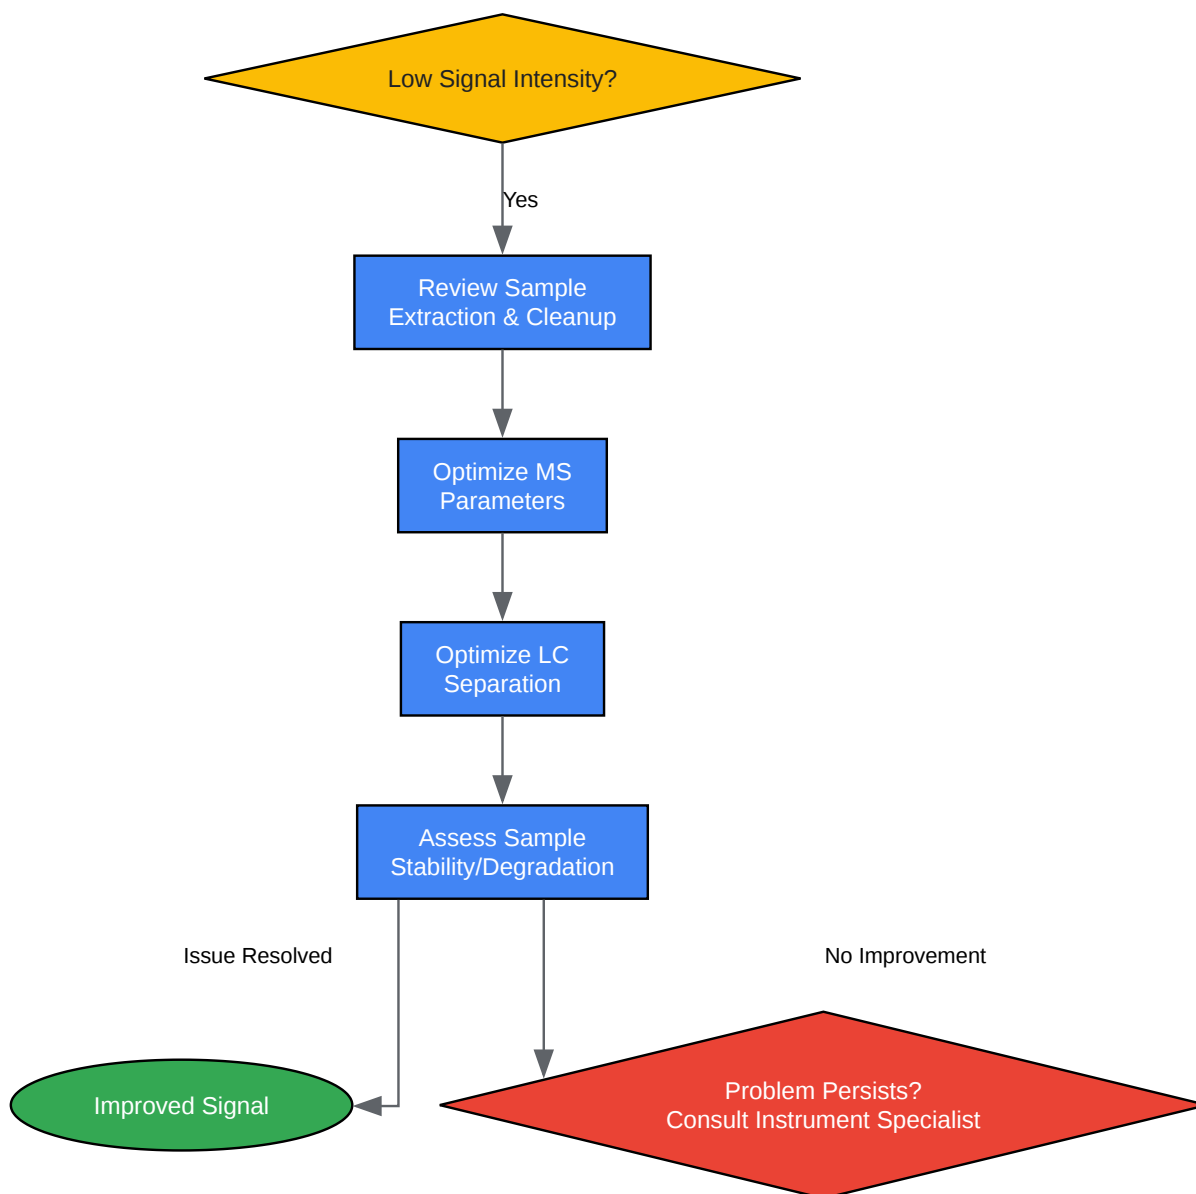 Low Signal Intensity?
Yes
Review Sample
Extraction & Cleanup
Optimize MS
Parameters
Optimize LC
Separation
Assess Sample
Stability/Degradation
Issue Resolved
No Improvement
Improved Signal
Problem Persists?
Consult Instrument Specialist